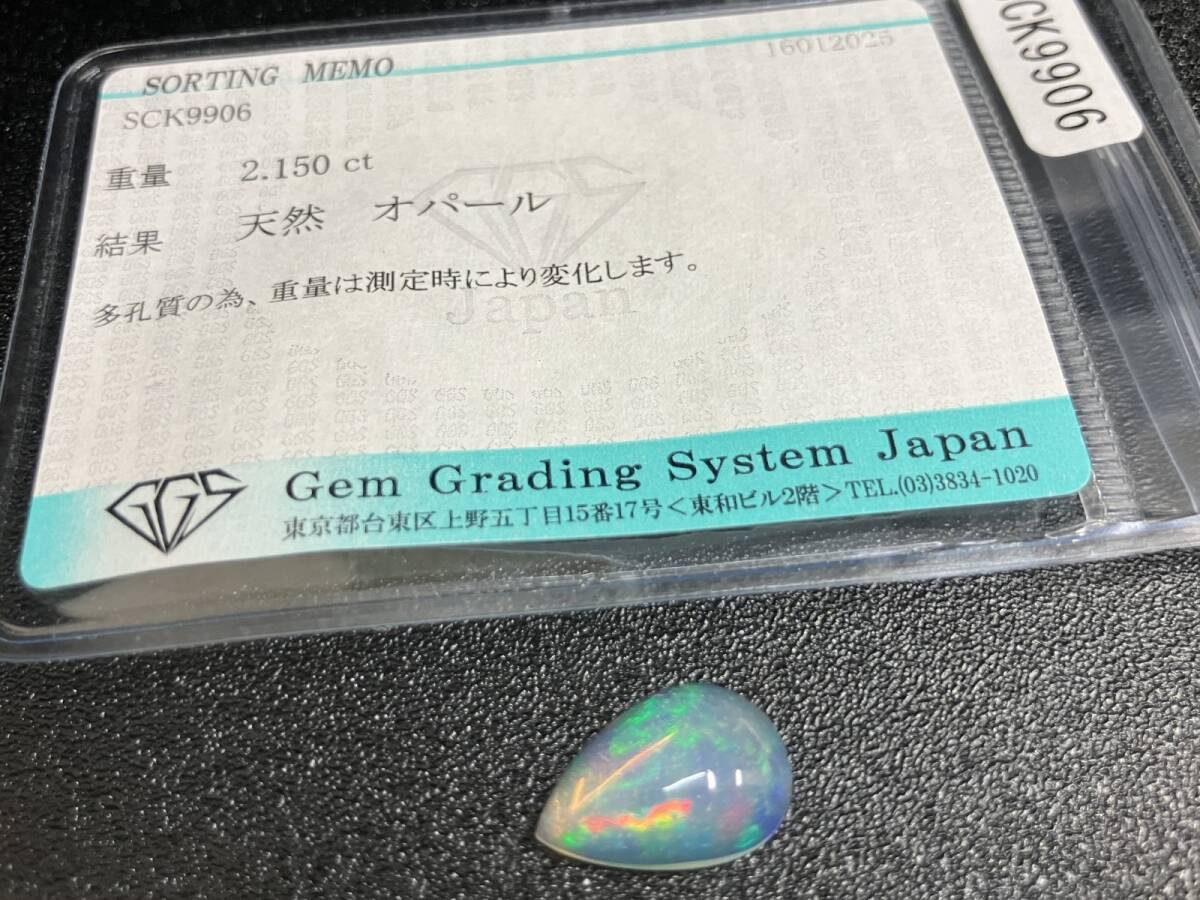 SORTING MEMO
16012025
SCK9906
CK9906
重量 2.150 ct
結果 天然 オパール
多孔質の為、重量は測定時により変化します。
Japan
GGS
Gem Grading System Japan
東京都台東区上野五丁目15番17号<東和ビル2階>TEL.(03)3834-1020